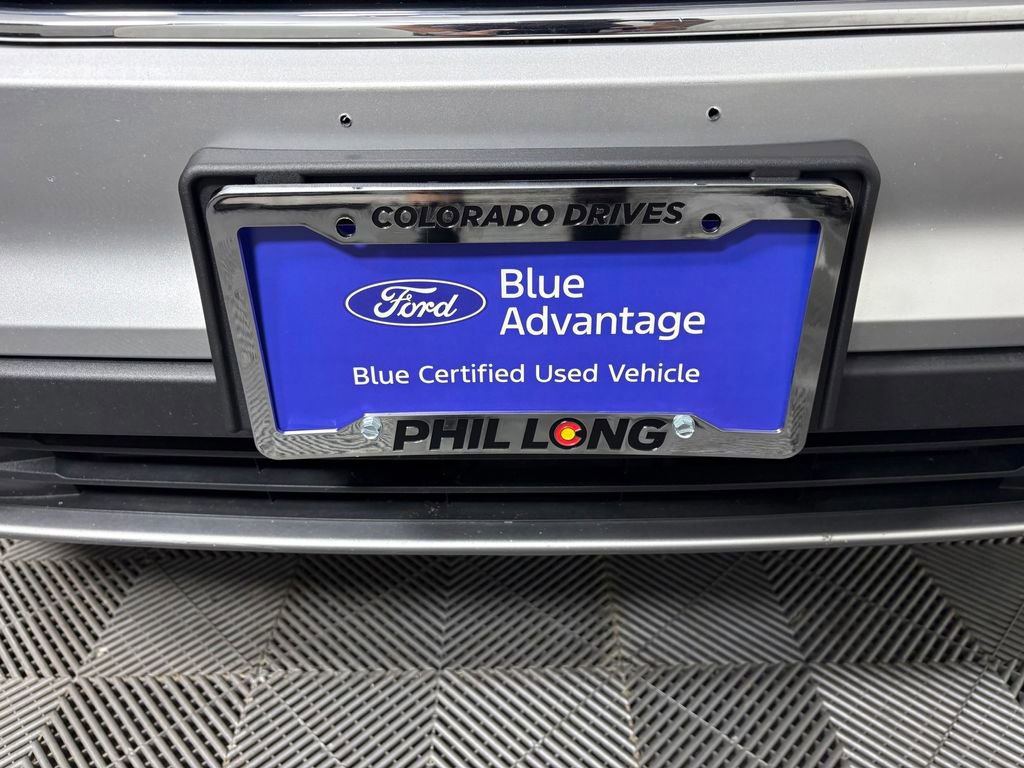 COLORADO DRIVES
Ford
Blue
Advantage
Blue Certified Used Vehicle
PHIL LONG